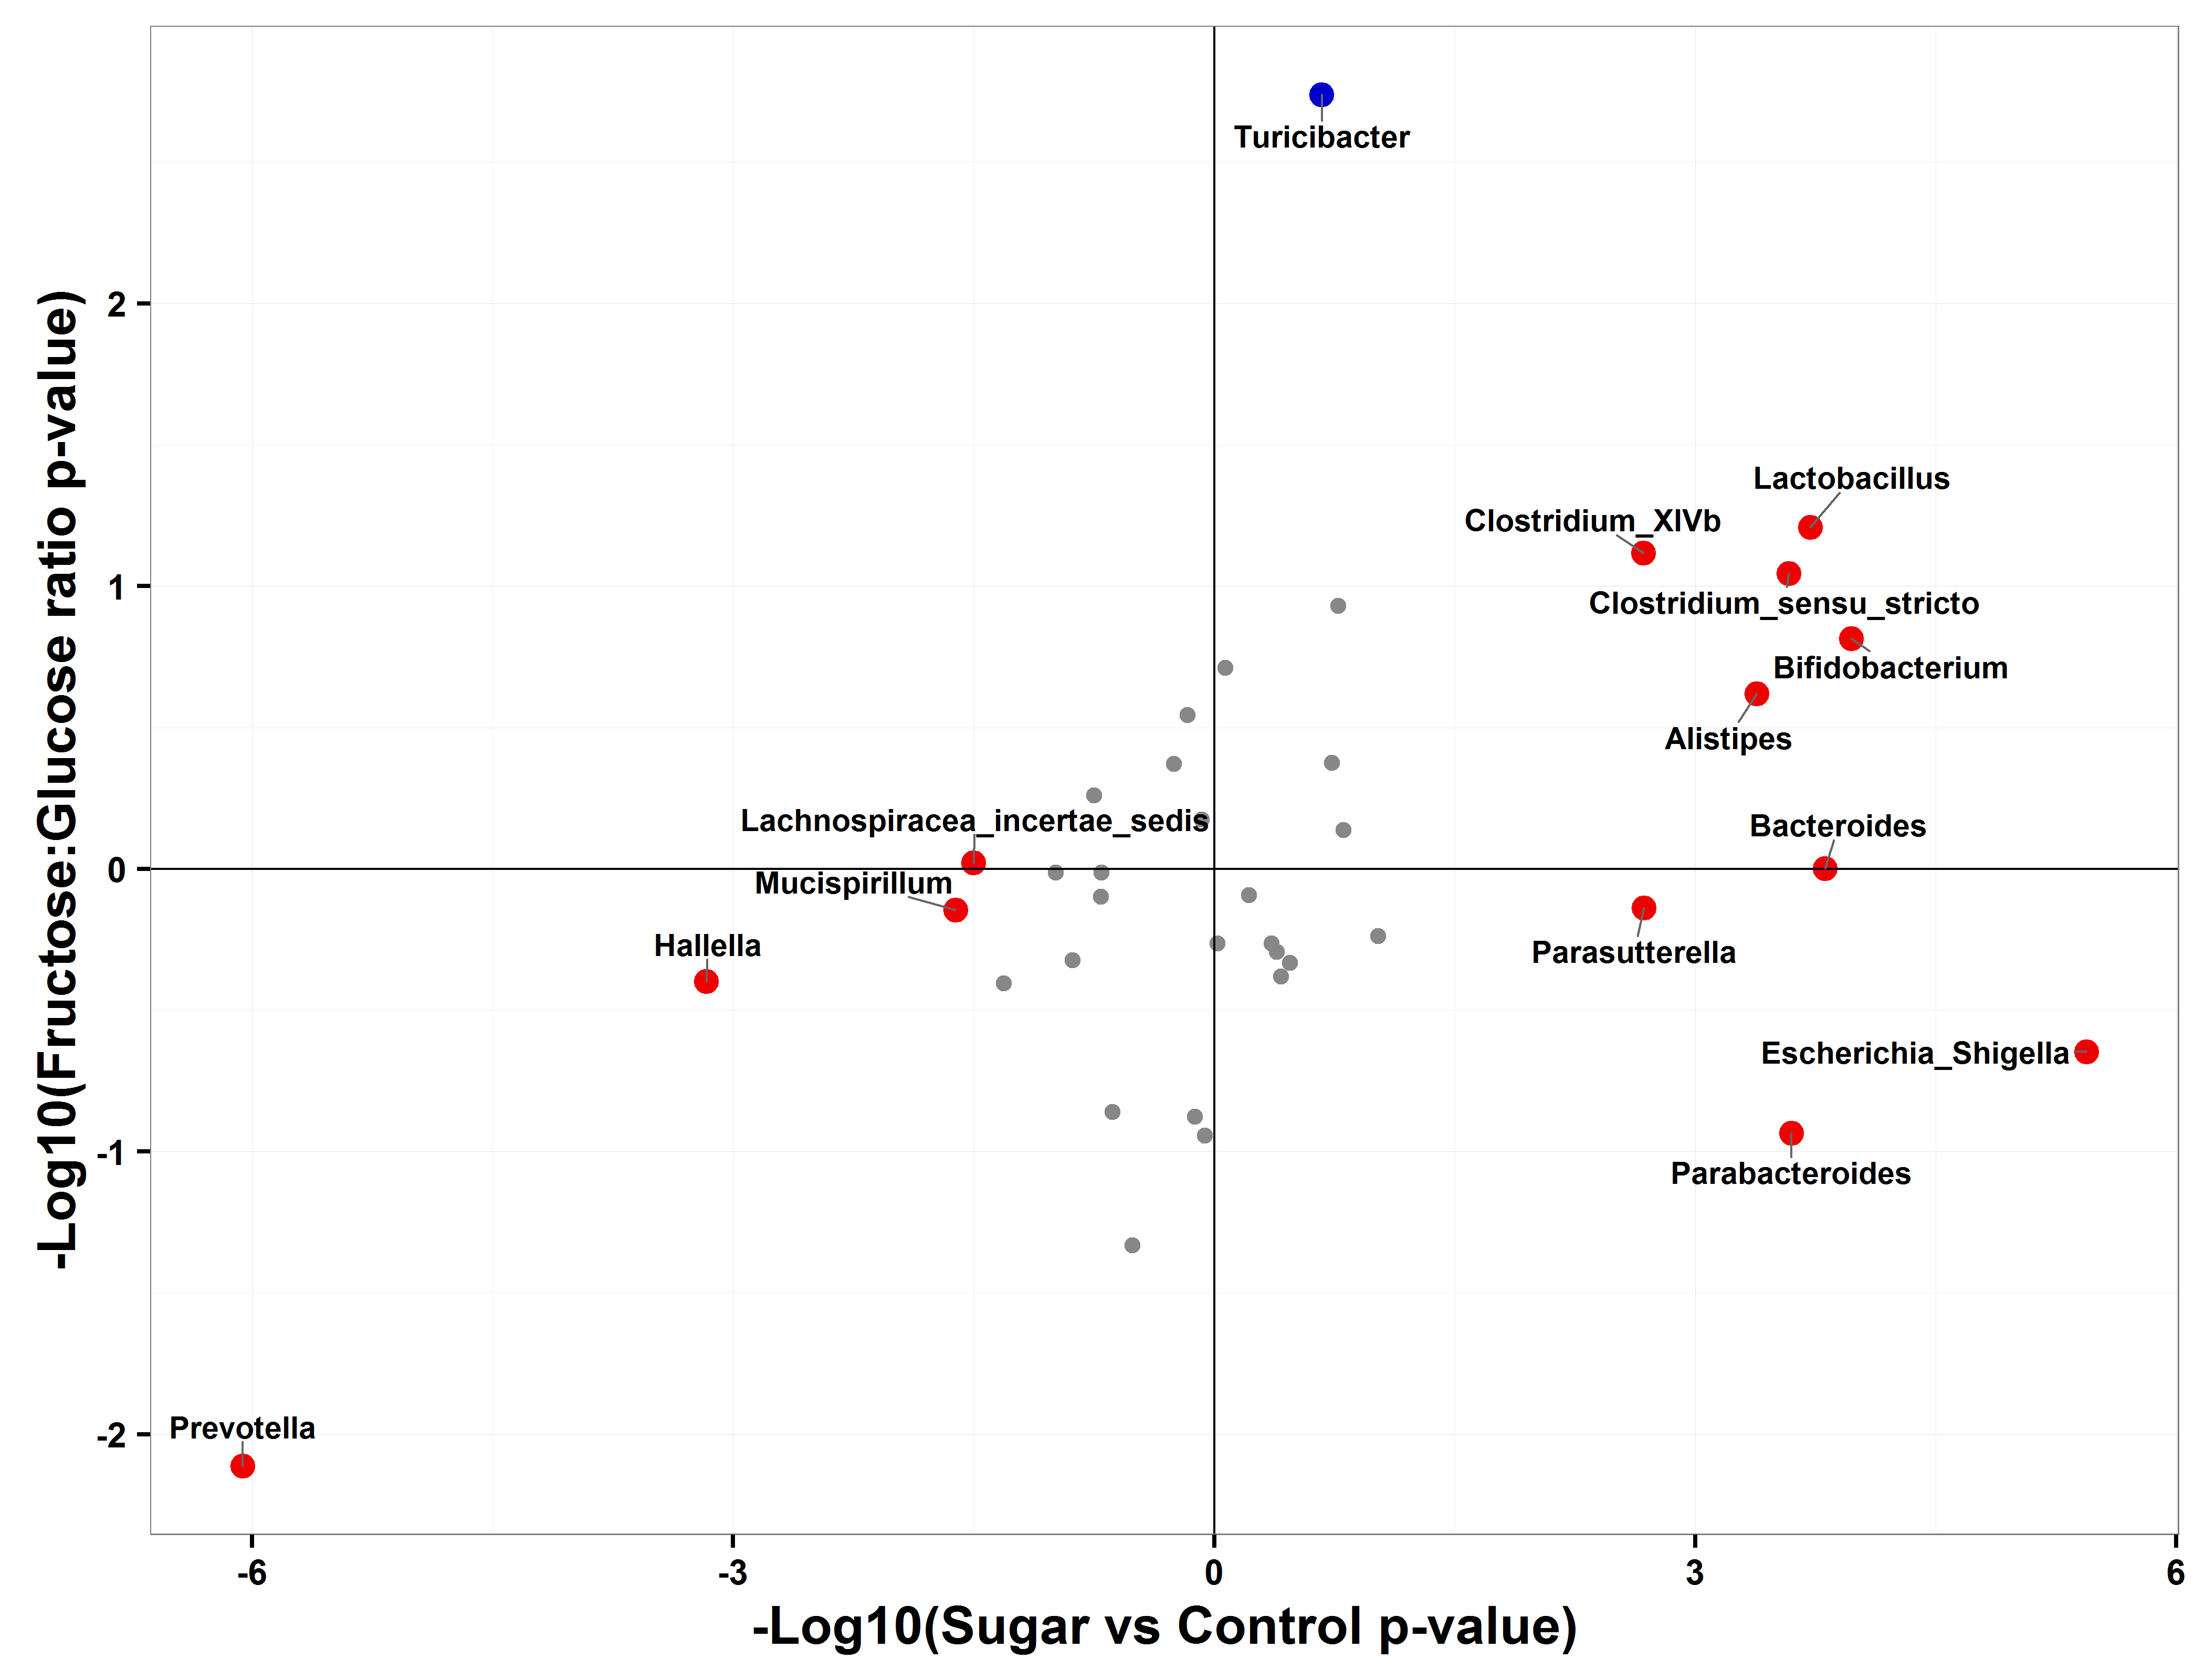 Turicibacter
2
Lactobacillus
Clostridium_XIVb
1
Clostridium_sensu_stricto
Bifidobacterium
Alistipes
Lachnospiracea_incertae_sedis
Bacteroides
0
Mucispirillum
Hallella
Parasutterella
Escherichia_Shigella
-1
Parabacteroides
Prevotella
-2
-6 -3 0 3 6
-Log10(Sugar vs Control p-value)
-Log10(Fructose:Glucose ratio p-value)